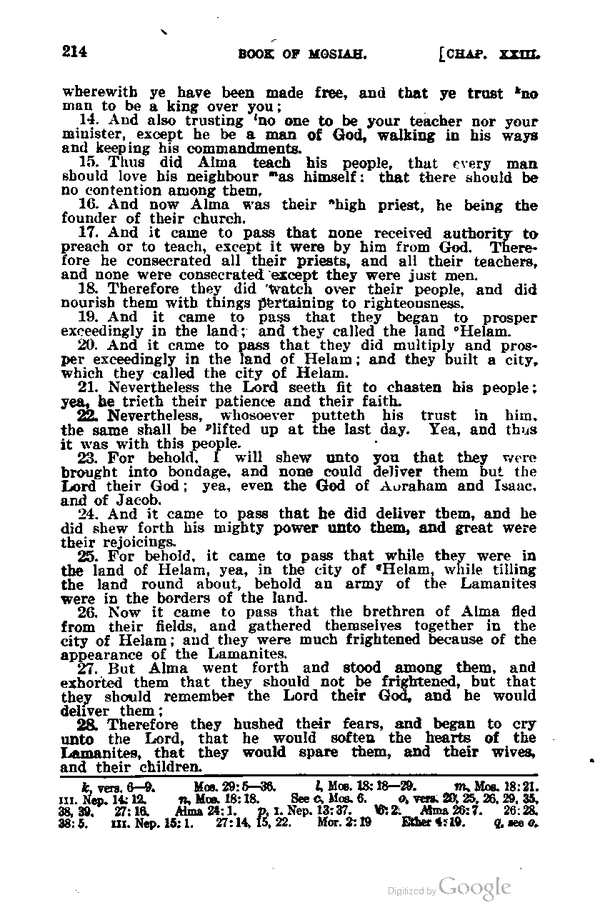 214 BOOK OF MOSIAH. [CHAP. XXIII.
wherewith ye have been made free, and that ye trust ᵏno
man to be a king over you;
14. And also trusting ˡno one to be your teacher nor your
minister, except he be a man of God, walking in his ways
and keeping his commandments.
15. Thus did Alma teach his people, that every man
should love his neighbour ᵐas himself: that there should be
no contention among them.
16. And now Alma was their ⁿhigh priest, he being the
founder of their church.
17. And it came to pass that none received authority to
preach or to teach, except it were by him from God. There-
fore he consecrated all their priests, and all their teachers,
and none were consecrated except they were just men.
18. Therefore they did watch over their people, and did
nourish them with things pertaining to righteousness.
19. And it came to pass that they began to prosper
exceedingly in the land; and they called the land ᵒHelam.
20. And it came to pass that they did multiply and pros-
per exceedingly in the land of Helam; and they built a city,
which they called the city of Helam.
21. Nevertheless the Lord seeth fit to chasten his people;
yea, he trieth their patience and their faith.
22. Nevertheless, whosoever putteth his trust in him,
the same shall be ᵖlifted up at the last day. Yea, and thus
it was with this people.
23. For behold, I will shew unto you that they were
brought into bondage, and none could deliver them but the
Lord their God; yea, even the God of Abraham and Isaac,
and of Jacob.
24. And it came to pass that he did deliver them, and he
did shew forth his mighty power unto them, and great were
their rejoicings.
25. For behold, it came to pass that while they were in
the land of Helam, yea, in the city of Helam, while tilling
the land round about, behold an army of the Lamanites
were in the borders of the land.
26. Now it came to pass that the brethren of Alma fled
from their fields, and gathered themselves together in the
city of Helam; and they were much frightened because of the
appearance of the Lamanites.
27. But Alma went forth and stood among them, and
exhorted them that they should not be frightened, but that
they should remember the Lord their God, and he would
deliver them;
28. Therefore they hushed their fears, and began to cry
unto the Lord, that he would soften the hearts of the
Lamanites, that they would spare them, and their wives,
and their children.
k, vers. 6—9. Mos. 29:5—36. l, Mos. 18:18—29. m, Mos. 18:21.
III. Nep. 14:12. n, Mos. 18:18. See c, Mos. 6. o, vers. 20, 25, 26, 29, 35,
38, 39. 27:16. Alma 24:1. p, I. Nep. 13:37. 16:2. Alma 26:7. 26:28.
38:5. III. Nep. 15:1. 27:14, 15, 22. Mor. 2:19 Ether 4:19. q, see o.
Digitized by Google